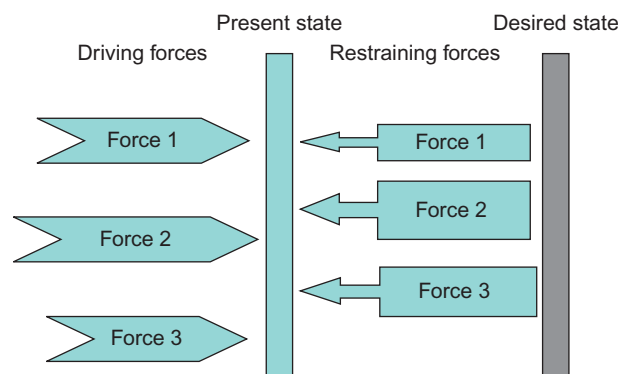 Present state
Desired state
Driving forces
Restraining forces
Force 1
Force 1
Force 2
Force 2
Force 3
Force 3